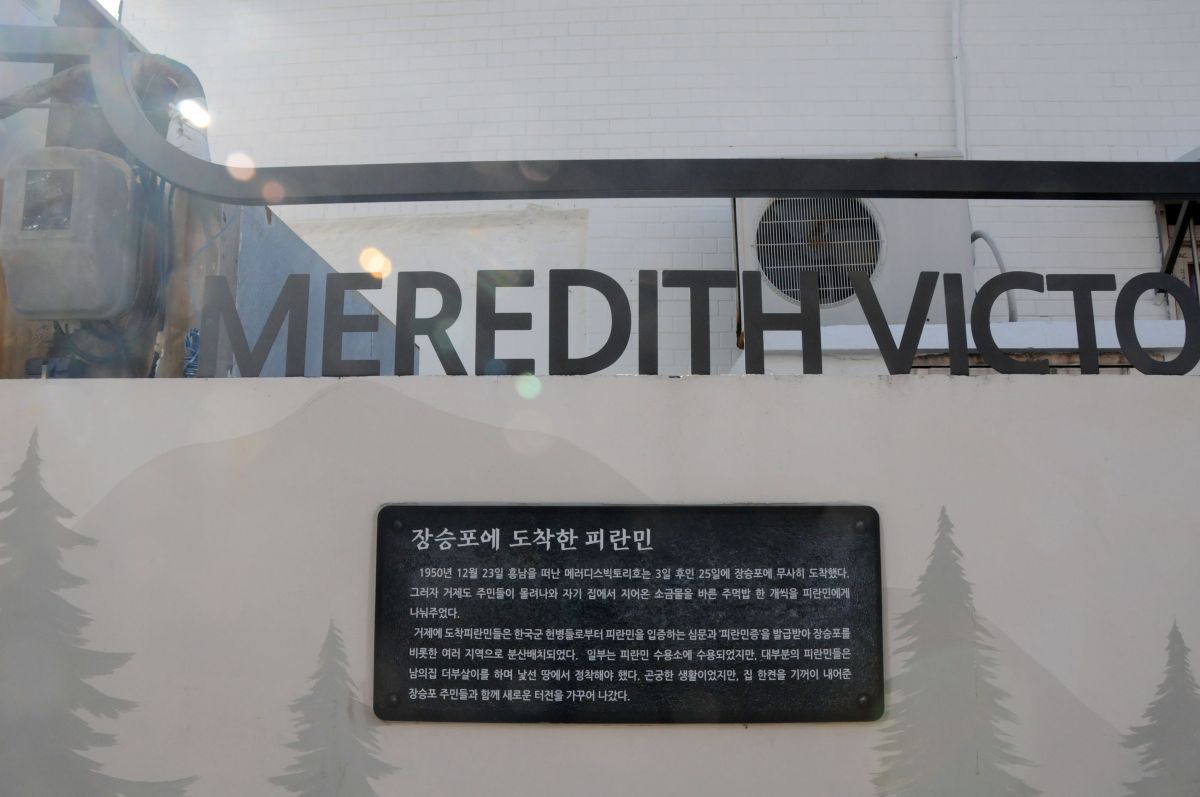 MEREDITH VICTO
장승포에 도착한 피란민
1950년 12월 23일 흥남을 떠난 메러디스빅토리호는 3일 후인 25일에 장승포에 무사히 도착했다.
그러자 거제도 주민들이 몰려나와 자기 집에서 지어온 소금물을 바른 주먹밥 한 개씩을 피란민에게
나눠주었다.
거제에 도착피란민들은 한국군 헌병들로부터 피란민을 입증하는 심문과 '피란민증'을 발급받아 장승포를
비롯한 여러 지역으로 분산배치되었다. 일부는 피란민 수용소에 수용되었지만, 대부분의 피란민들은
남의집 더부살이를 하며 낯선 땅에서 정착해야 했다. 곤궁한 생활이었지만, 집 한켠을 기꺼이 내어준
장승포 주민들과 함께 새로운 터전을 가꾸어 나갔다.